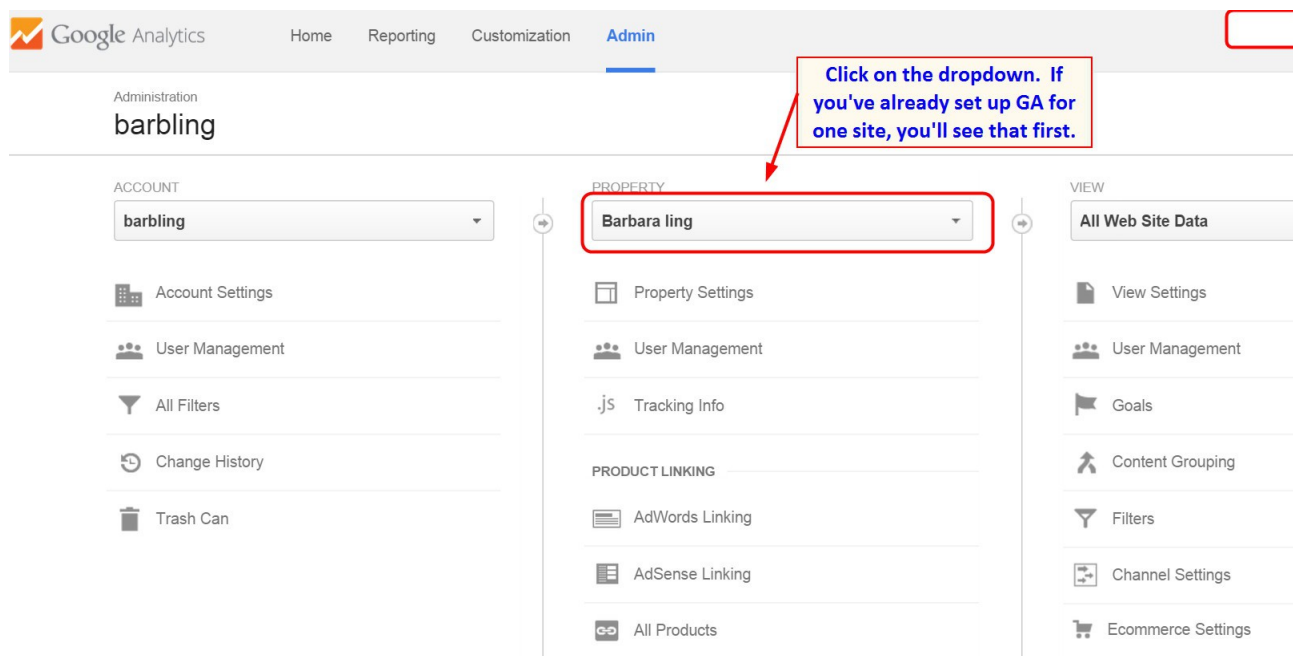 Google Analytics
Home
Reporting
Customization
Admin
Click on the dropdown. If
you've already set up GA for
one site, you'll see that first.
Administration
barbling
ACCOUNT
barbling
Account Settings
User Management
All Filters
Change History
Trash Can
PROPERTY
Barbara ling
Property Settings
User Management
.js Tracking Info
PRODUCT LINKING
AdWords Linking
AdSense Linking
All Products
VIEW
All Web Site Data
View Settings
User Management
Goals
Content Grouping
Filters
Channel Settings
Ecommerce Settings